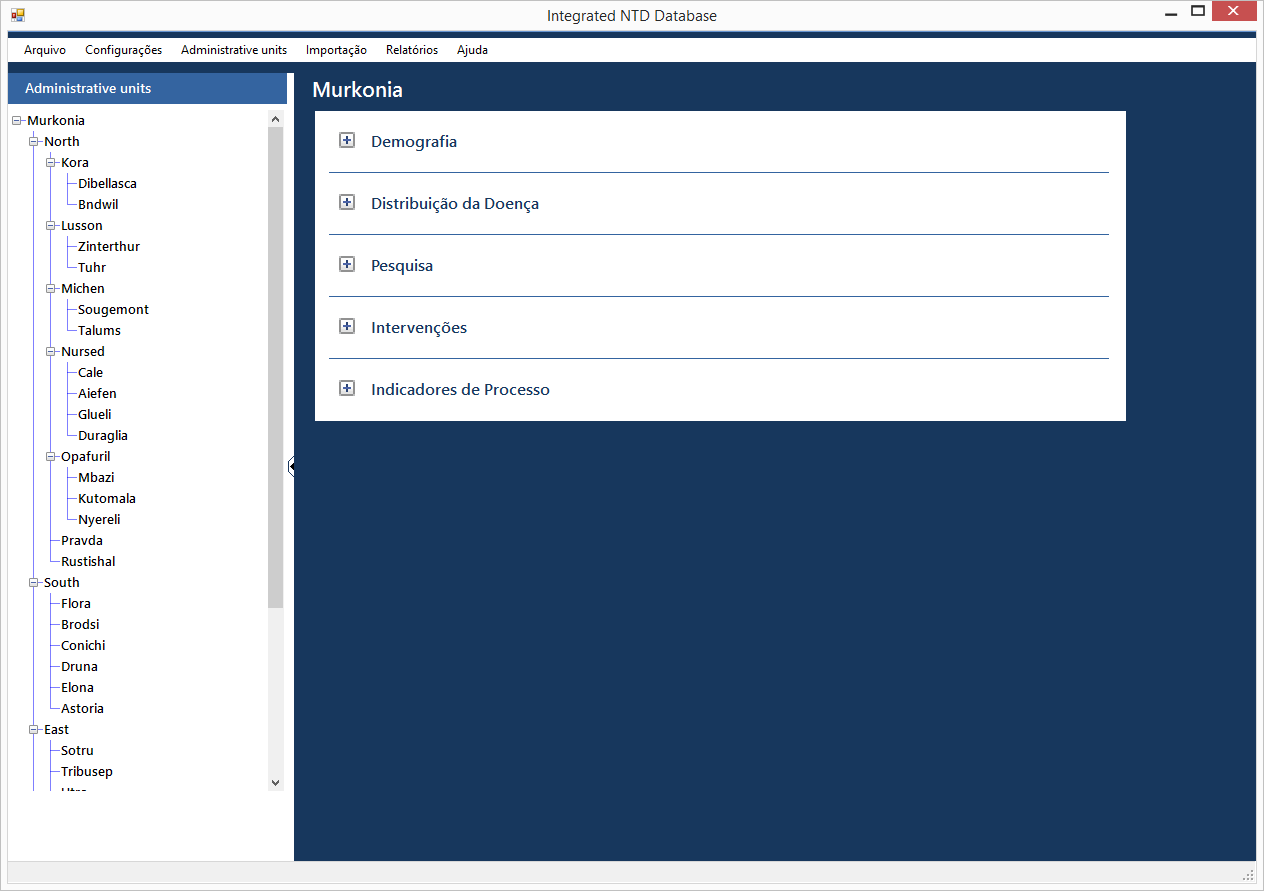 Integrated NTD Database
Arquivo Configurações Administrative units Importação Relatórios Ajuda
Administrative units
Murkonia
North
Kora
Dibellasca
Bndwil
Lusson
Zinterthur
Tuhr
Michen
Sougemont
Talums
Nursed
Cale
Aiefen
Glueli
Duraglia
Opafuril
Mbazi
Kutomala
Nyereli
Pravda
Rustishal
South
Flora
Brodsi
Conichi
Druna
Elona
Astoria
East
Sotru
Tribusep
Murkonia
Demografia
Distribuição da Doença
Pesquisa
Intervenções
Indicadores de Processo